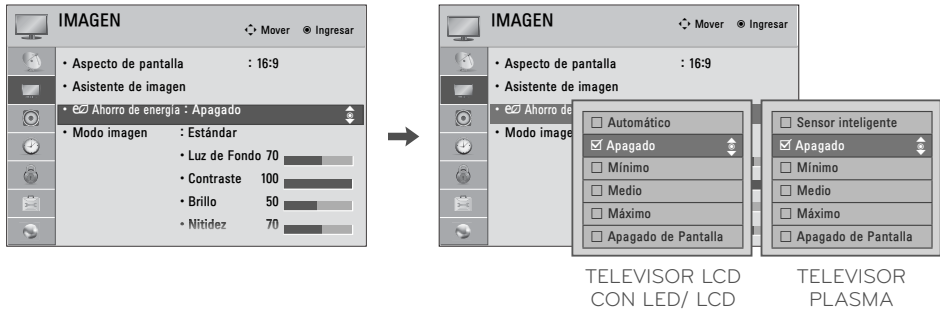 IMAGEN
Mover
Ingresar
• Aspecto de pantalla : 16:9
• Asistente de imagen
• Ahorro de energía : Apagado
• Modo imagen : Estándar
• Luz de Fondo 70
• Contraste 100
• Brillo 50
• Nitidez 70
IMAGEN
Mover
Ingresar
• Aspecto de pantalla : 16:9
• Asistente de imagen
• Ahorro de
• Modo image
Automático
Apagado
Mínimo
Medio
Máximo
Apagado de Pantalla
Sensor inteligente
Apagado
Mínimo
Medio
Máximo
Apagado de Pantalla
TELEVISOR LCD
CON LED/ LCD
TELEVISOR
PLASMA